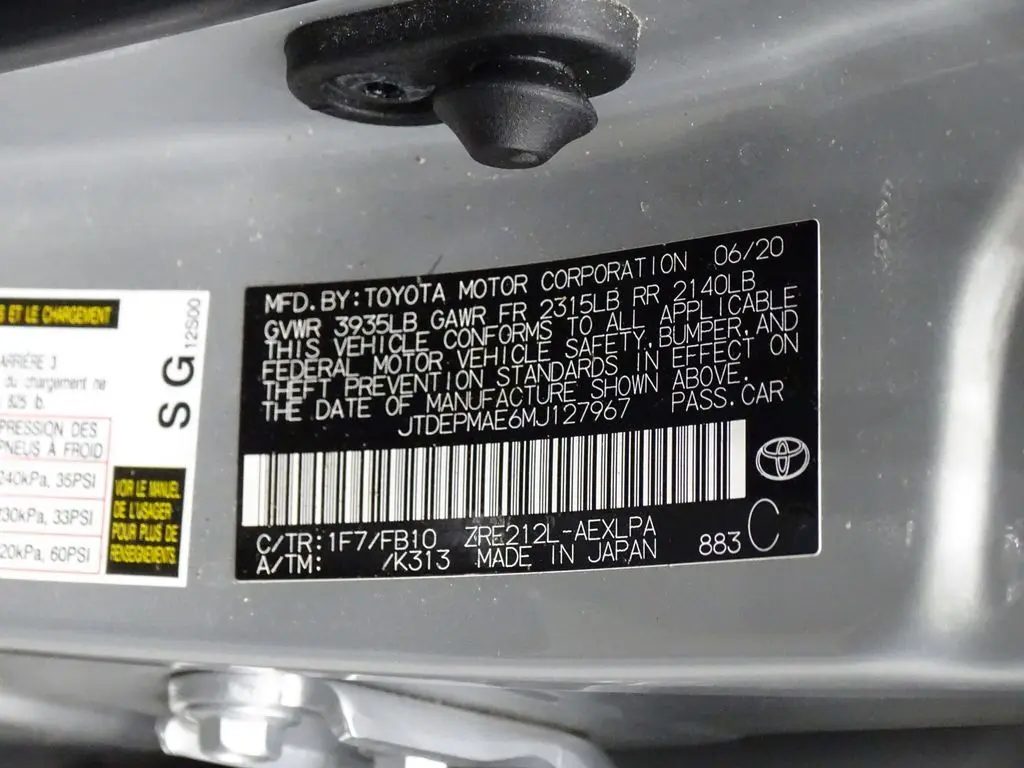 S ET LE CHARGEMENT
ARRIÈRE 3
du chargement ne
825 lb.
PRESSION DES
PNEUS À FROID
240kPa, 35PSI
230kPa, 33PSI
20kPa, 60PSI
VOIR LE MANUEL
DE L'USAGER
POUR PLUS DE
RENSEIGNEMENTS
SG
12S00
MFD. BY: TOYOTA MOTOR CORPORATION 06/20
GVWR 3935LB GAWR FR 2315LB RR 2140LB
THIS VEHICLE CONFORMS TO ALL APPLICABLE
FEDERAL MOTOR VEHICLE SAFETY, BUMPER, AND
THEFT PREVENTION STANDARDS IN EFFECT ON
THE DATE OF MANUFACTURE SHOWN ABOVE.
JTDEPMAE6MJ127967 PASS.CAR
C/TR: 1F7/FB10 ZRE212L-AEXLPA
A/TM: /K313 MADE IN JAPAN 883 C